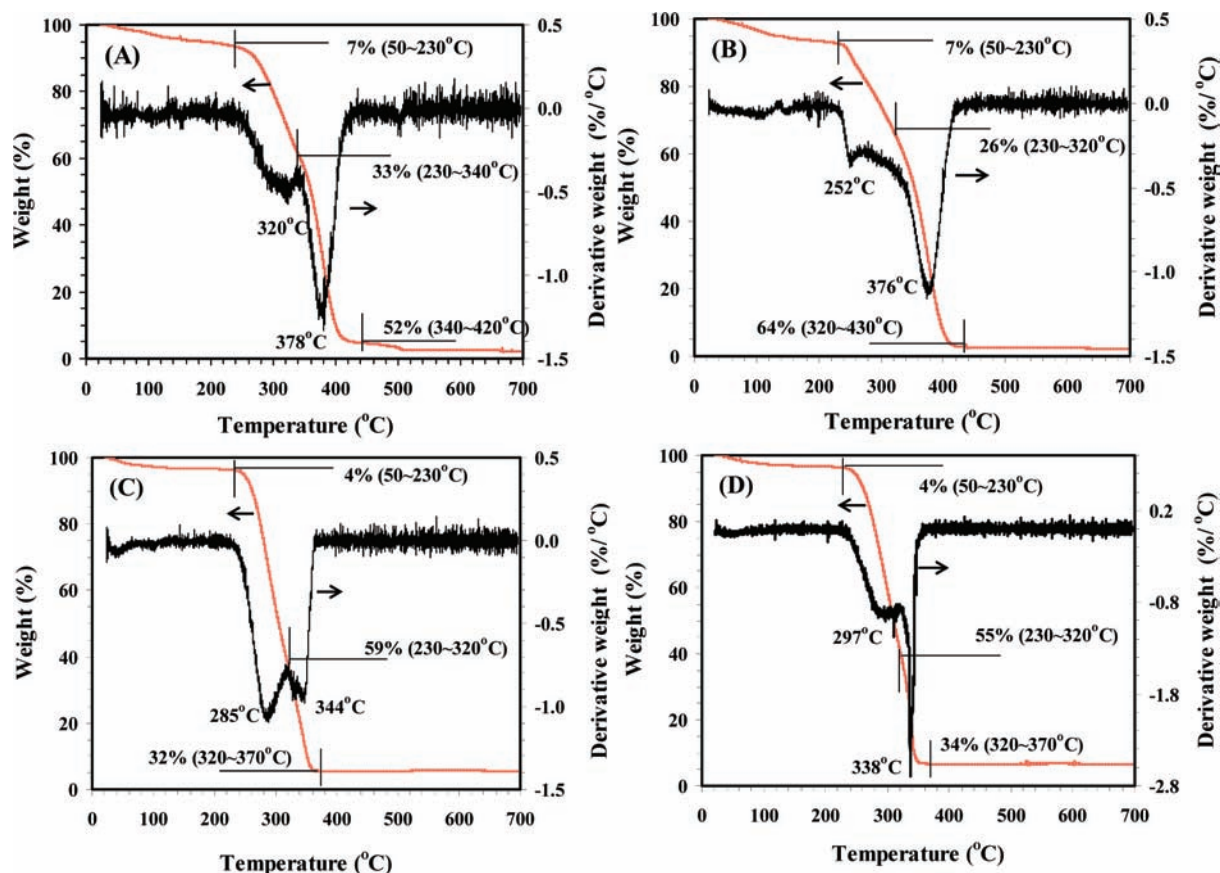 (A)
100
80
60
40
20
0
Weight (%)
0.5
0.0
-0.5
-1.0
-1.5
Derivative weight (%/°C)
7% (50~230°C)
33% (230~340°C)
320°C
378°C
52% (340~420°C)
0 100 200 300 400 500 600 700
Temperature (°C)
(B)
100
80
60
40
20
0
Weight (%)
0.5
0.0
-0.5
-1.0
-1.5
Derivative weight (%/°C)
7% (50~230°C)
26% (230~320°C)
252°C
376°C
64% (320~430°C)
0 100 200 300 400 500 600 700
Temperature (°C)
(C)
100
80
60
40
20
0
Weight (%)
0.5
0.0
-0.5
-1.0
-1.5
Derivative weight (%/°C)
4% (50~230°C)
59% (230~320°C)
285°C
344°C
32% (320~370°C)
0 100 200 300 400 500 600 700
Temperature (°C)
(D)
100
80
60
40
20
0
Weight (%)
0.2
-0.8
-1.8
-2.8
Derivative weight (%/°C)
4% (50~230°C)
297°C
55% (230~320°C)
34% (320~370°C)
338°C
0 100 200 300 400 500 600 700
Temperature (°C)